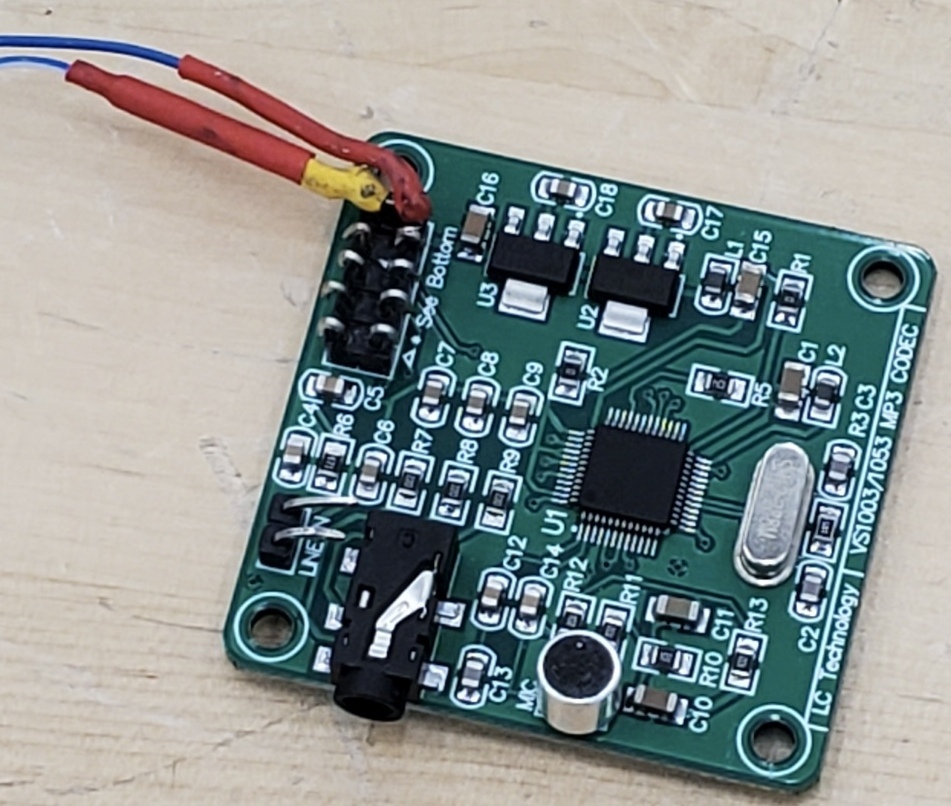 C16
C18
C17
L1
C15
R1
See Bottom
U3
U2
C7
C8
C9
R2
R5
C1
L2
C4
R6
C5
C6
R7
R8
R9
R3
C3
VS1003/1053 MP3 CODEC
U1
C12
C14
R12
R11
C11
R13
C2
C13
MIC
R10
C10
LC Technology